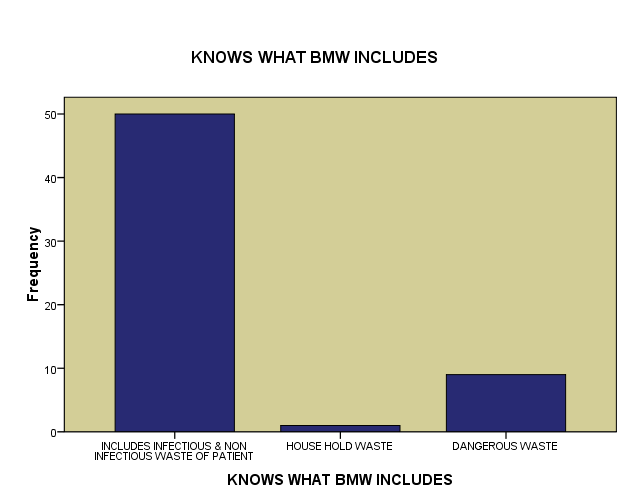 KNOWS WHAT BMW INCLUDES
Frequency
50
40
30
20
10
0
INCLUDES INFECTIOUS & NON
INFECTIOUS WASTE OF PATIENT
HOUSE HOLD WASTE
DANGEROUS WASTE
KNOWS WHAT BMW INCLUDES